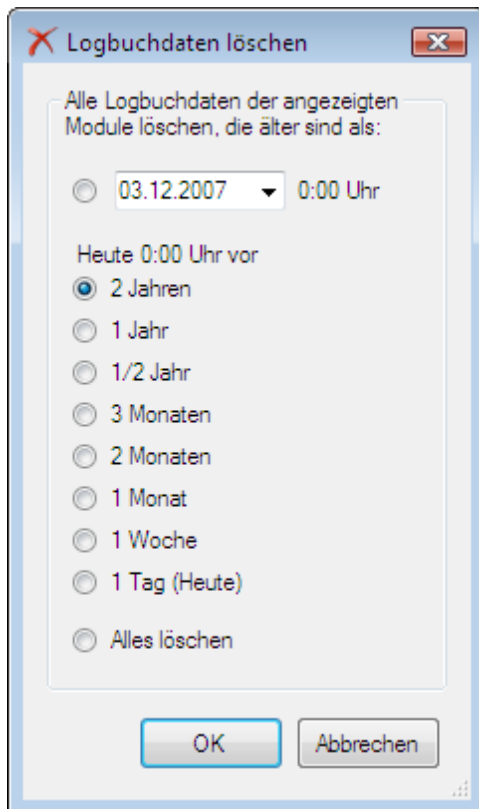 Logbuchdaten löschen
Alle Logbuchdaten der angezeigten
Module löschen, die älter sind als:
03.12.2007 0:00 Uhr
Heute 0:00 Uhr vor
2 Jahren
1 Jahr
1/2 Jahr
3 Monaten
2 Monaten
1 Monat
1 Woche
1 Tag (Heute)
Alles löschen
OK Abbrechen